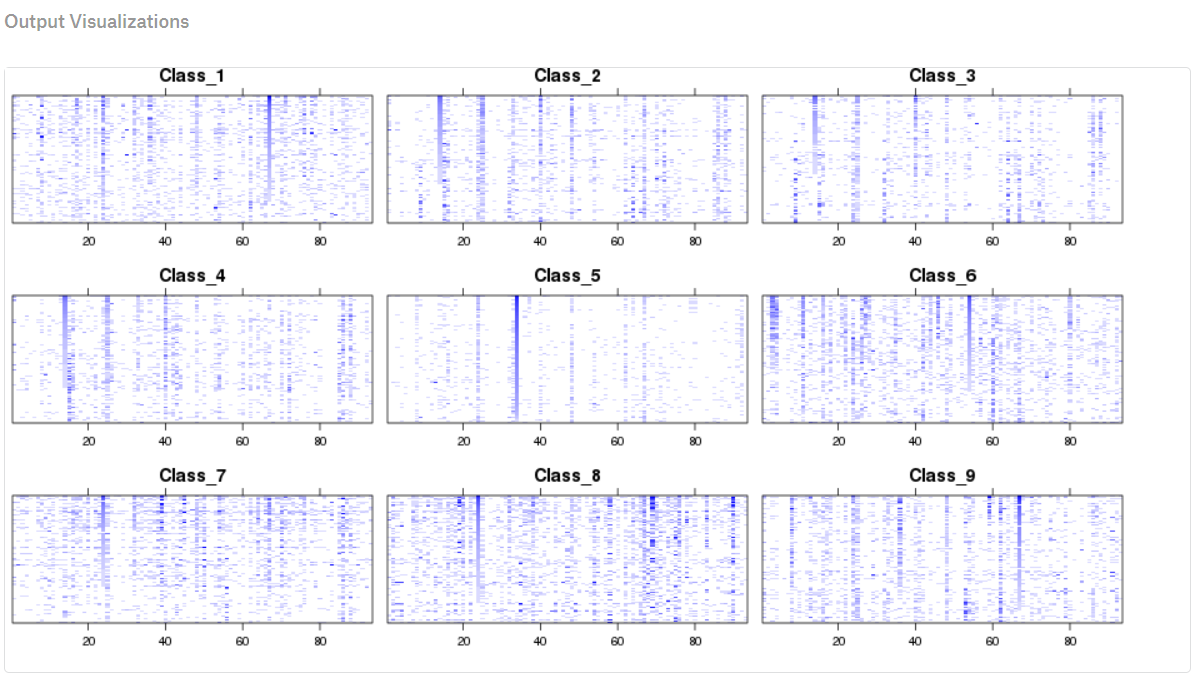 Output Visualizations
Class_1 Class_2 Class_3
20 40 60 80 20 40 60 80 20 40 60 80
Class_4 Class_5 Class_6
20 40 60 80 20 40 60 80 20 40 60 80
Class_7 Class_8 Class_9
20 40 60 80 20 40 60 80 20 40 60 80